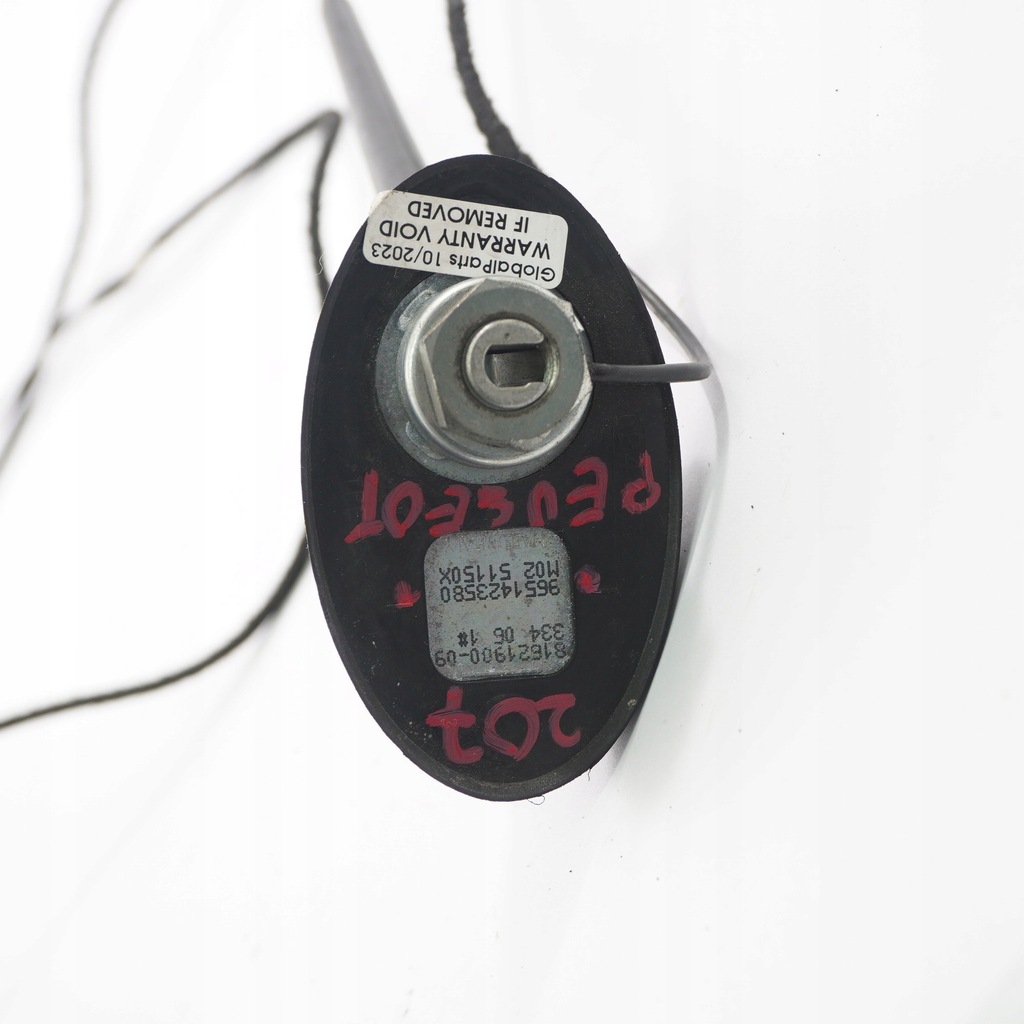 207
81621900-09
334 06 1#
9651423580
M02 51150X
PEUGEOT
GlobalParts 10/2023
WARRANTY VOID
IF REMOVED